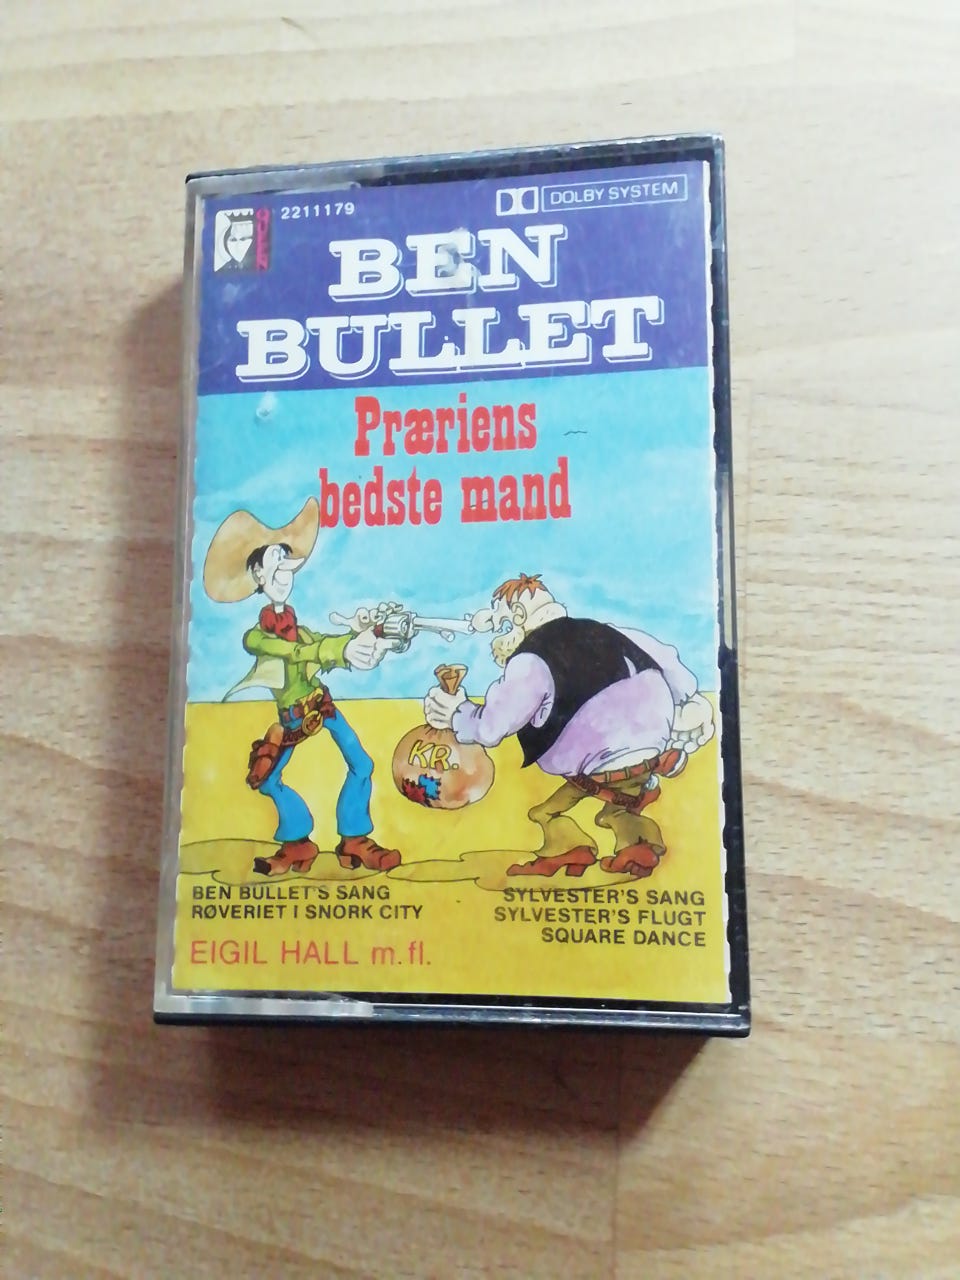 QUEEN
2211179
DOLBY SYSTEM
BEN
BULLET
Præriens
bedste mand
KR.
BEN BULLET'S SANG
RØVERIET I SNORK CITY
EIGIL HALL m.fl.
SYLVESTER'S SANG
SYLVESTER'S FLUGT
SQUARE DANCE